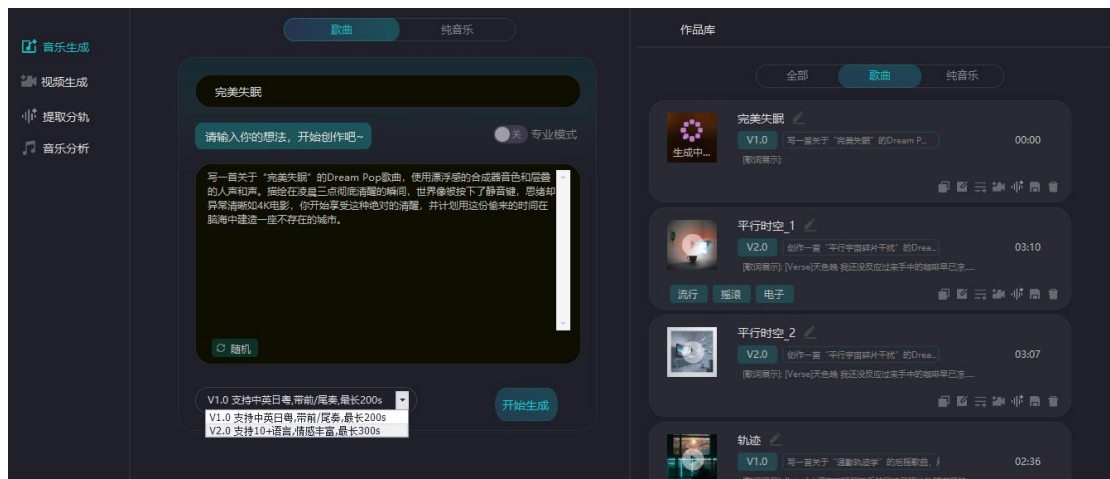 音乐生成
视频生成
提取分轨
音乐分析
歌曲
纯音乐
完美失眠
请输入你的想法，开始创作吧~
关
专业模式
写一首关于“完美失眠”的Dream Pop歌曲，使用漂浮感的合成器音色和层叠
的人声和声。描绘在凌晨三点彻底清醒的瞬间，世界像被按下了静音键，思绪却
异常清晰如4K电影，你开始享受这种绝对的清醒，并计划用这份偷来的时间在
脑海中建造一座不存在的城市。
随机
V1.0 支持中英日粤,带前/尾奏,最长200s
V1.0 支持中英日粤,带前/尾奏,最长200s
V2.0 支持10+语言,情感丰富,最长300s
开始生成
作品库
全部
歌曲
纯音乐
完美失眠
生成中...
V1.0
写一首关于“完美失眠”的Dream P...
00:00
[歌词展示]:
平行时空_1
V2.0
创作一首“平行宇宙碎片干扰”的Drea...
03:10
[歌词展示]: [Verse]天色晚 我还没反应过来手中的咖啡早已凉......
流行
摇滚
电子
平行时空_2
V2.0
创作一首“平行宇宙碎片干扰”的Drea...
03:07
[歌词展示]: [Verse]天色晚 我还没反应过来手中的咖啡早已凉......
轨迹
V1.0
写一首关于“通勤轨迹学”的后摇歌曲，
02:36